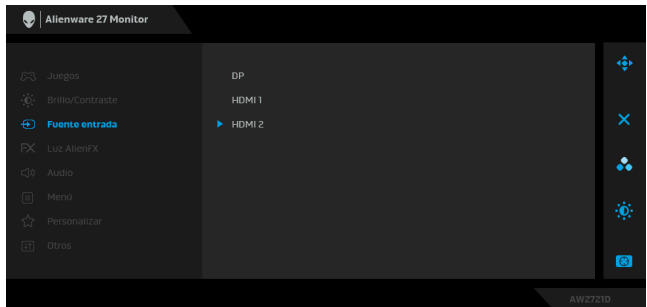 Alienware 27 Monitor
Juegos
Brillo/Contraste
Fuente entrada
Luz AlienFX
Audio
Menú
Personalizar
Otros
DP
HDMI 1
HDMI 2
AW2721D